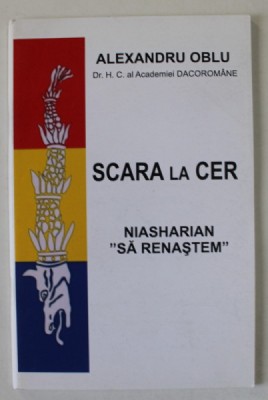 ALEXANDRU OBLU
Dr. H. C. al Academiei DACOROMÂNE
SCARA LA CER
NIASHARIAN
”SĂ RENAŞTEM”